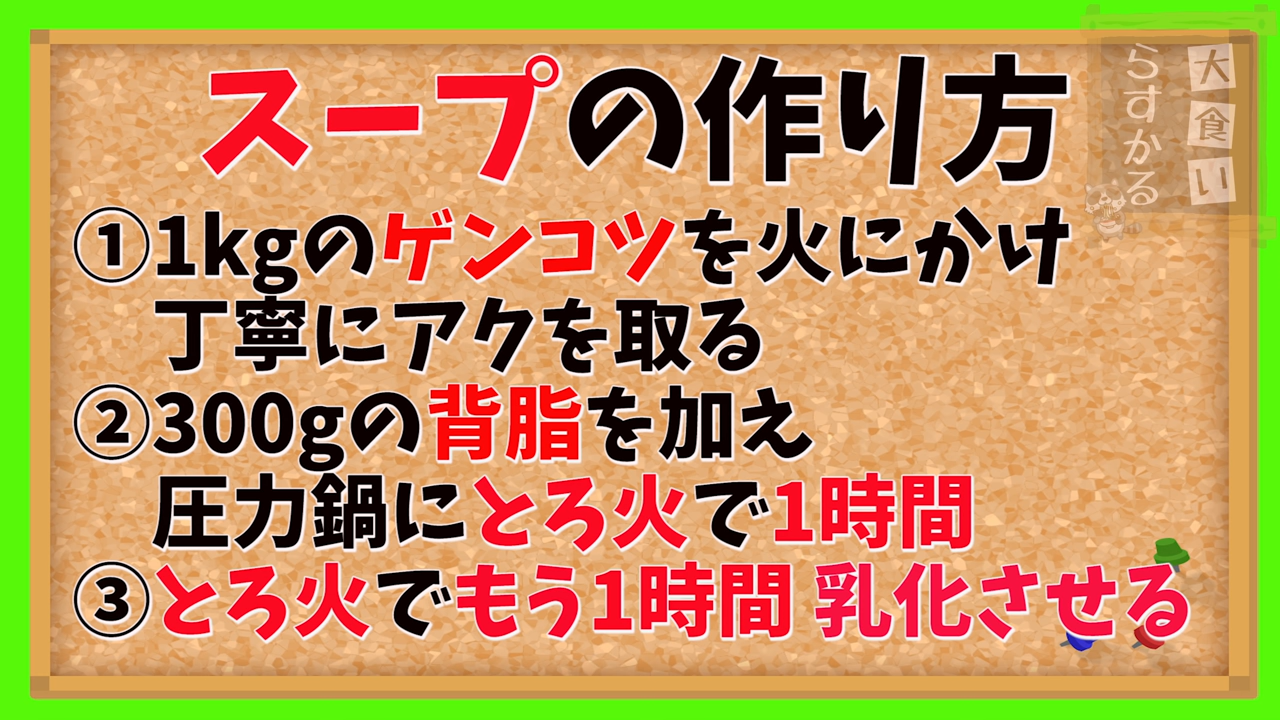 スープの作り方
①1kgのゲンコツを火にかけ
丁寧にアクを取る
②300gの背脂を加え
圧力鍋にとろ火で1時間
③とろ火でもう1時間 乳化させる
大食い
らすかる